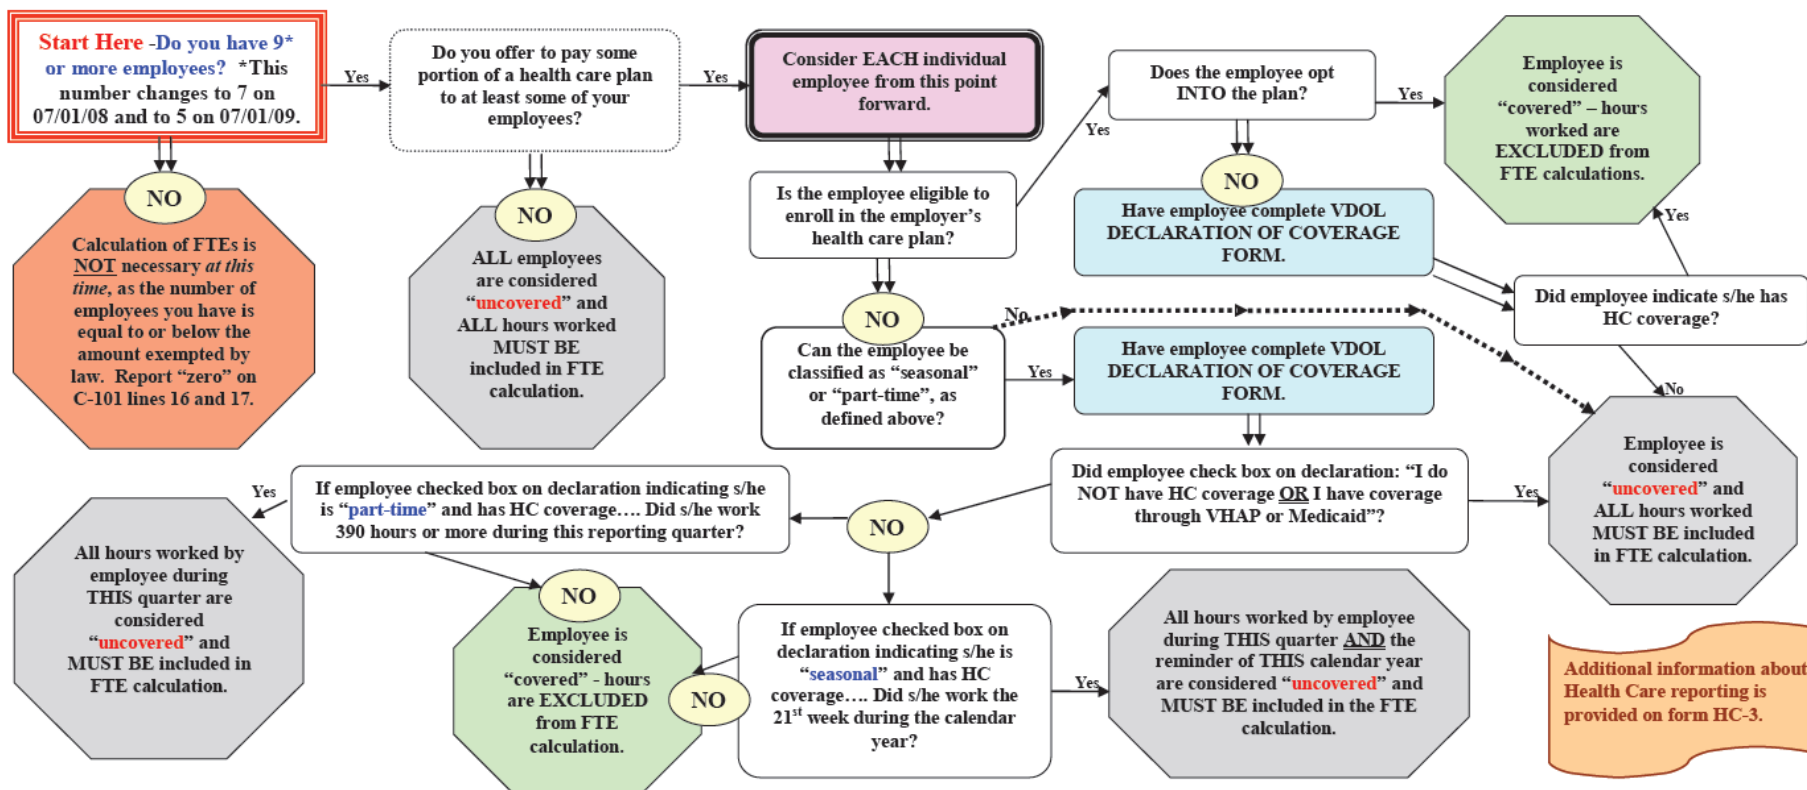 Start Here -Do you have 9*
or more employees?  *This
number changes to 7 on
07/01/08 and to 5 on 07/01/09.
Yes
Do you offer to pay some
portion of a health care plan
to at least some of your
employees?
Yes
Consider EACH individual
employee from this point
forward.
Does the employee opt
INTO the plan?
Yes
Employee is
considered
“covered” – hours
worked are
EXCLUDED from
FTE calculations.
NO
Calculation of FTEs is
NOT necessary at this
time, as the number of
employees you have is
equal to or below the
amount exempted by
law.  Report “zero” on
C-101 lines 16 and 17.
NO
ALL employees
are considered
“uncovered” and
ALL hours worked
MUST BE
included in FTE
calculation.
Is the employee eligible to
enroll in the employer’s
health care plan?
Yes
NO
Have employee complete VDOL
DECLARATION OF COVERAGE
FORM.
Did employee indicate s/he has
HC coverage?
Yes
No
NO
Can the employee be
classified as “seasonal”
or “part-time”, as
defined above?
No
Yes
Have employee complete VDOL
DECLARATION OF COVERAGE
FORM.
Did employee check box on declaration: “I do
NOT have HC coverage OR I have coverage
through VHAP or Medicaid”?
Yes
Employee is
considered
“uncovered” and
ALL hours worked
MUST BE included
in FTE calculation.
NO
If employee checked box on declaration indicating s/he
is “part-time” and has HC coverage…. Did s/he work
390 hours or more during this reporting quarter?
Yes
All hours worked by
employee during
THIS quarter are
considered
“uncovered” and
MUST BE included in
FTE calculation.
NO
Employee is
considered
“covered” - hours
are EXCLUDED
from FTE
calculation.
NO
If employee checked box on
declaration indicating s/he is
“seasonal” and has HC
coverage…. Did s/he work the
21st week during the calendar
year?
Yes
All hours worked by employee
during THIS quarter AND the
reminder of THIS calendar year
are considered “uncovered” and
MUST BE included in the FTE
calculation.
Additional information about
Health Care reporting is
provided on form HC-3.